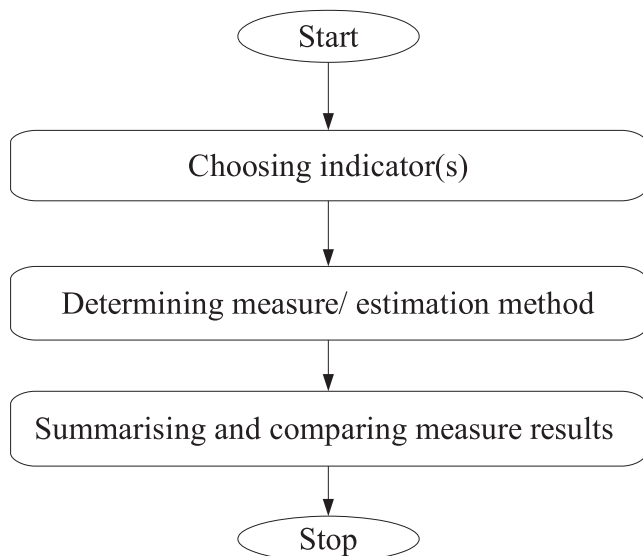 Start
Choosing indicator(s)
Determining measure/ estimation method
Summarising and comparing measure results
Stop